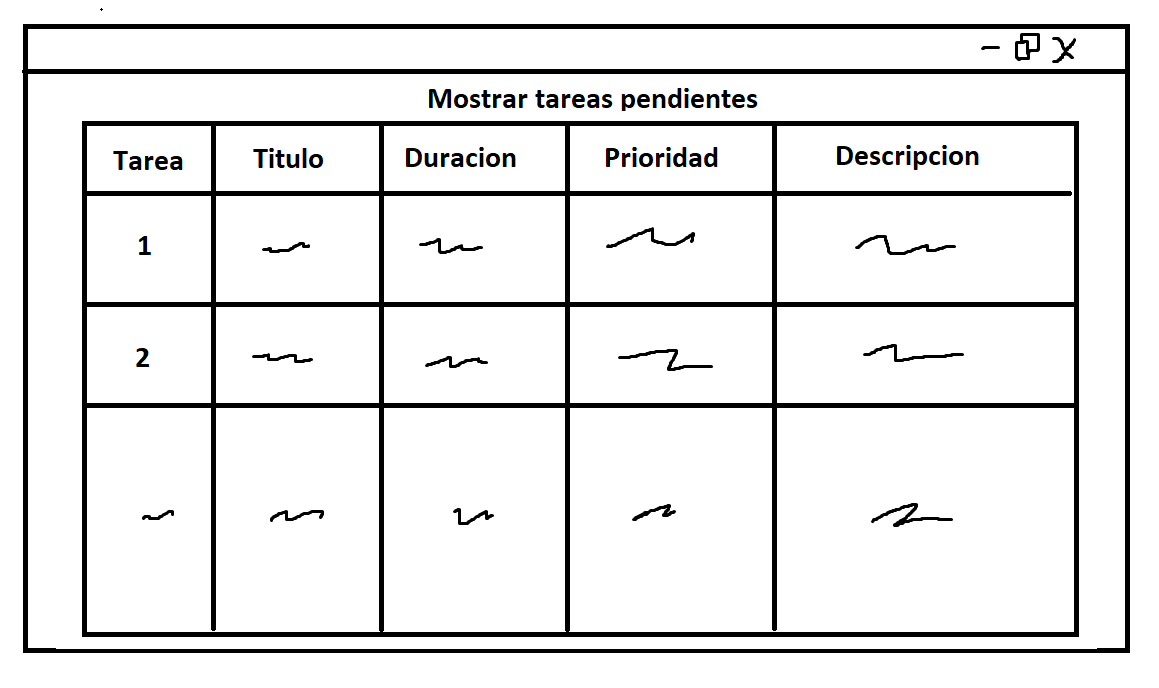 Mostrar tareas pendientes
Tarea Titulo Duracion Prioridad Descripcion
1
2